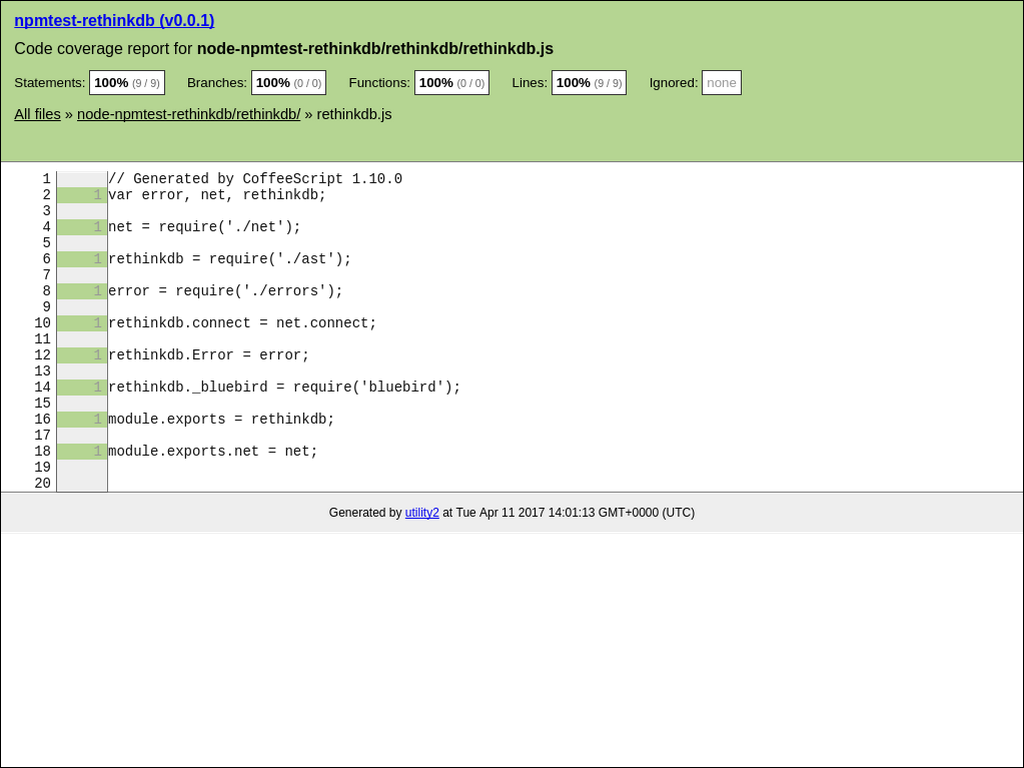 npmtest-rethinkdb (v0.0.1)
Code coverage report for node-npmtest-rethinkdb/rethinkdb/rethinkdb.js
Statements: 100% (9 / 9) Branches: 100% (0 / 0) Functions: 100% (0 / 0) Lines: 100% (9 / 9) Ignored: none
All files » node-npmtest-rethinkdb/rethinkdb/ » rethinkdb.js
1 // Generated by CoffeeScript 1.10.0
2 1 var error, net, rethinkdb;
3
4 1 net = require('./net');
5
6 1 rethinkdb = require('./ast');
7
8 1 error = require('./errors');
9
10 1 rethinkdb.connect = net.connect;
11
12 1 rethinkdb.Error = error;
13
14 1 rethinkdb._bluebird = require('bluebird');
15
16 1 module.exports = rethinkdb;
17
18 1 module.exports.net = net;
19
20
Generated by utility2 at Tue Apr 11 2017 14:01:13 GMT+0000 (UTC)